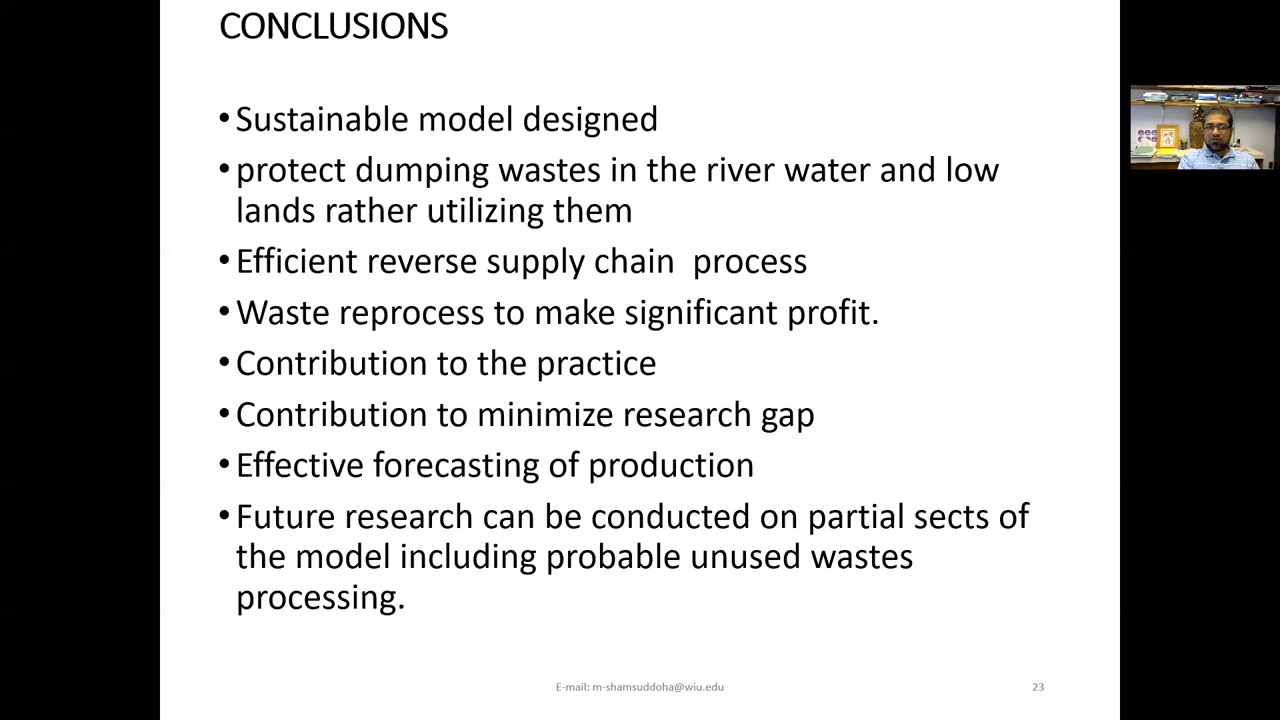 CONCLUSIONS
•Sustainable model designed
•protect dumping wastes in the river water and low
lands rather utilizing them
•Efficient reverse supply chain  process
•Waste reprocess to make significant profit.
•Contribution to the practice
•Contribution to minimize research gap
•Effective forecasting of production
•Future research can be conducted on partial sects of
the model including probable unused wastes
processing.
E-mail: m-shamsuddoha@wiu.edu
23